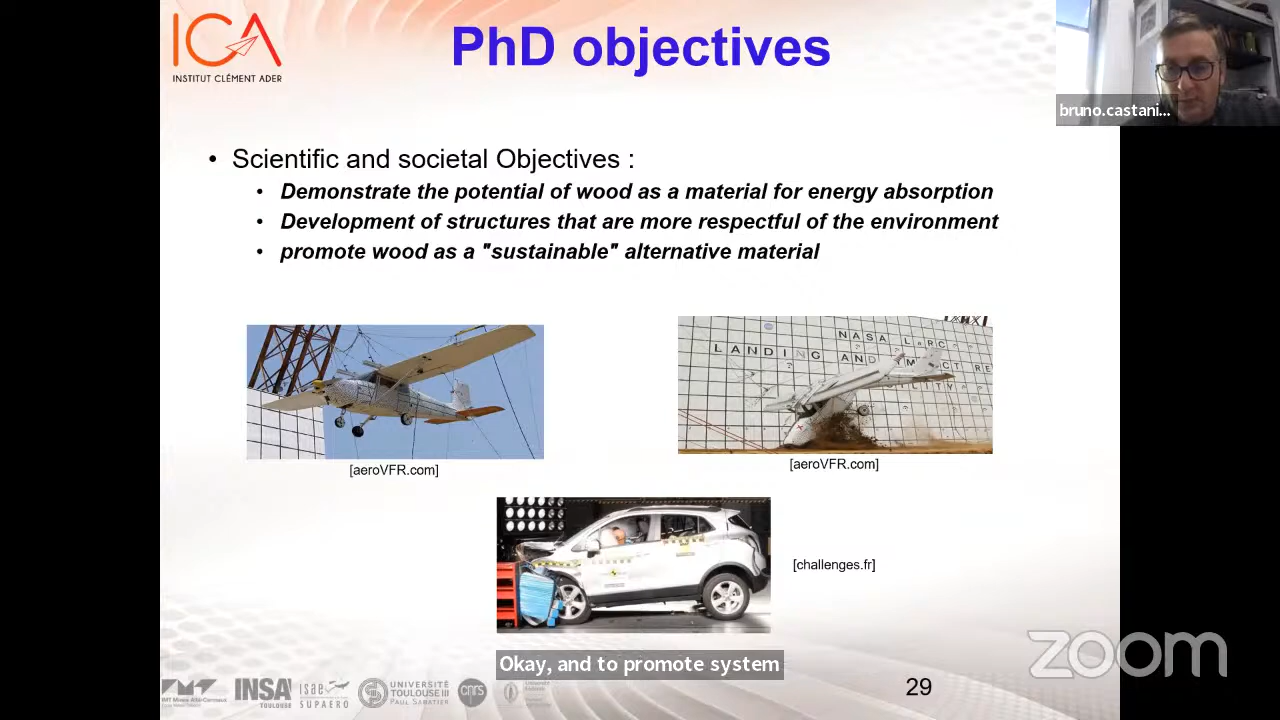 ICA
INSTITUT CLÉMENT ADER
PhD objectives
bruno.castani...
• Scientific and societal Objectives :
• Demonstrate the potential of wood as a material for energy absorption
• Development of structures that are more respectful of the environment
• promote wood as a "sustainable" alternative material
NASA LaRC
LANDING AND
[aeroVFR.com]
[aeroVFR.com]
[challenges.fr]
Okay, and to promote system
zoom
INSA
TOULOUSE
isae
SUPAERO
UNIVERSITÉ
TOULOUSE III
PAUL SABATIER
cnrs
29